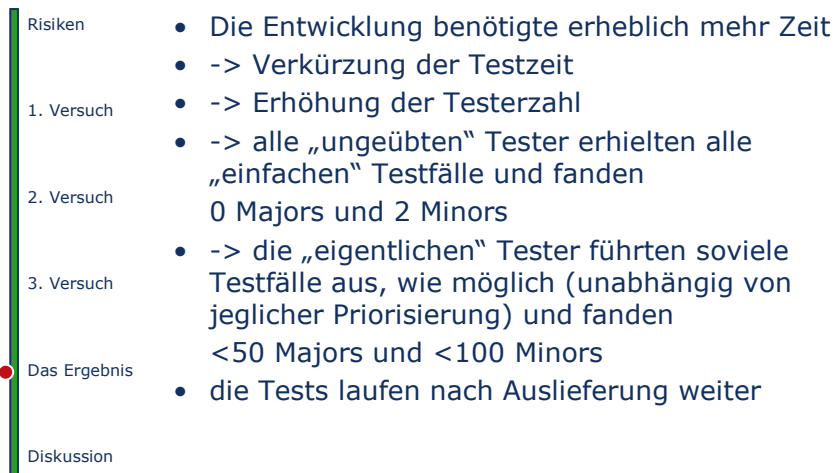 Risiken
1. Versuch
2. Versuch
3. Versuch
Das Ergebnis
Diskussion
• Die Entwicklung benötigte erheblich mehr Zeit
• -> Verkürzung der Testzeit
• -> Erhöhung der Testerzahl
• -> alle „ungeübten“ Tester erhielten alle
„einfachen“ Testfälle und fanden
0 Majors und 2 Minors
• -> die „eigentlichen“ Tester führten soviele
Testfälle aus, wie möglich (unabhängig von
jeglicher Priorisierung) und fanden
<50 Majors und <100 Minors
• die Tests laufen nach Auslieferung weiter